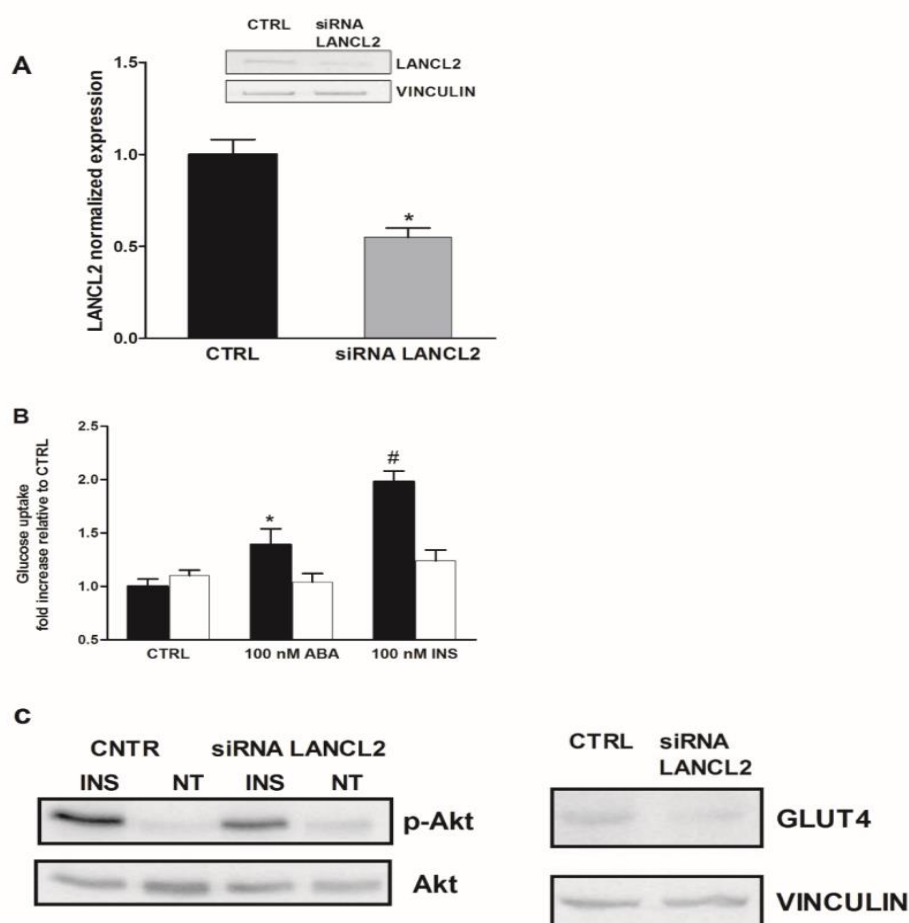 A
CTRL siRNA
LANCL2
LANCL2
VINCULIN
LANCL2 normalized expression
1.5
1.0
0.5
0.0
*
CTRL siRNA LANCL2
B
Glucose uptake
fold increase relative to CTRL
2.5
2.0
1.5
1.0
0.5
*
#
CTRL 100 nM ABA 100 nM INS
C
CNTR siRNA LANCL2
INS NT INS NT
p-Akt
Akt
CTRL siRNA
LANCL2
GLUT4
VINCULIN